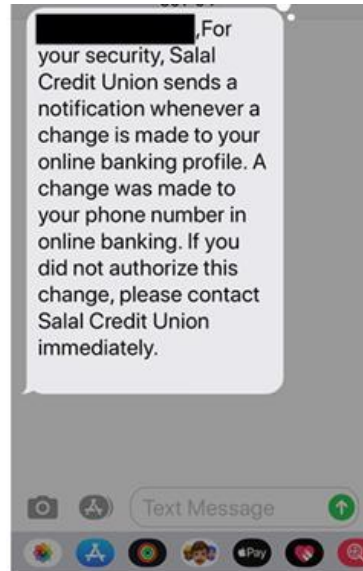 ,For
your security, Salal
Credit Union sends a
notification whenever a
change is made to your
online banking profile. A
change was made to
your phone number in
online banking. If you
did not authorize this
change, please contact
Salal Credit Union
immediately.
Text Message
Pay